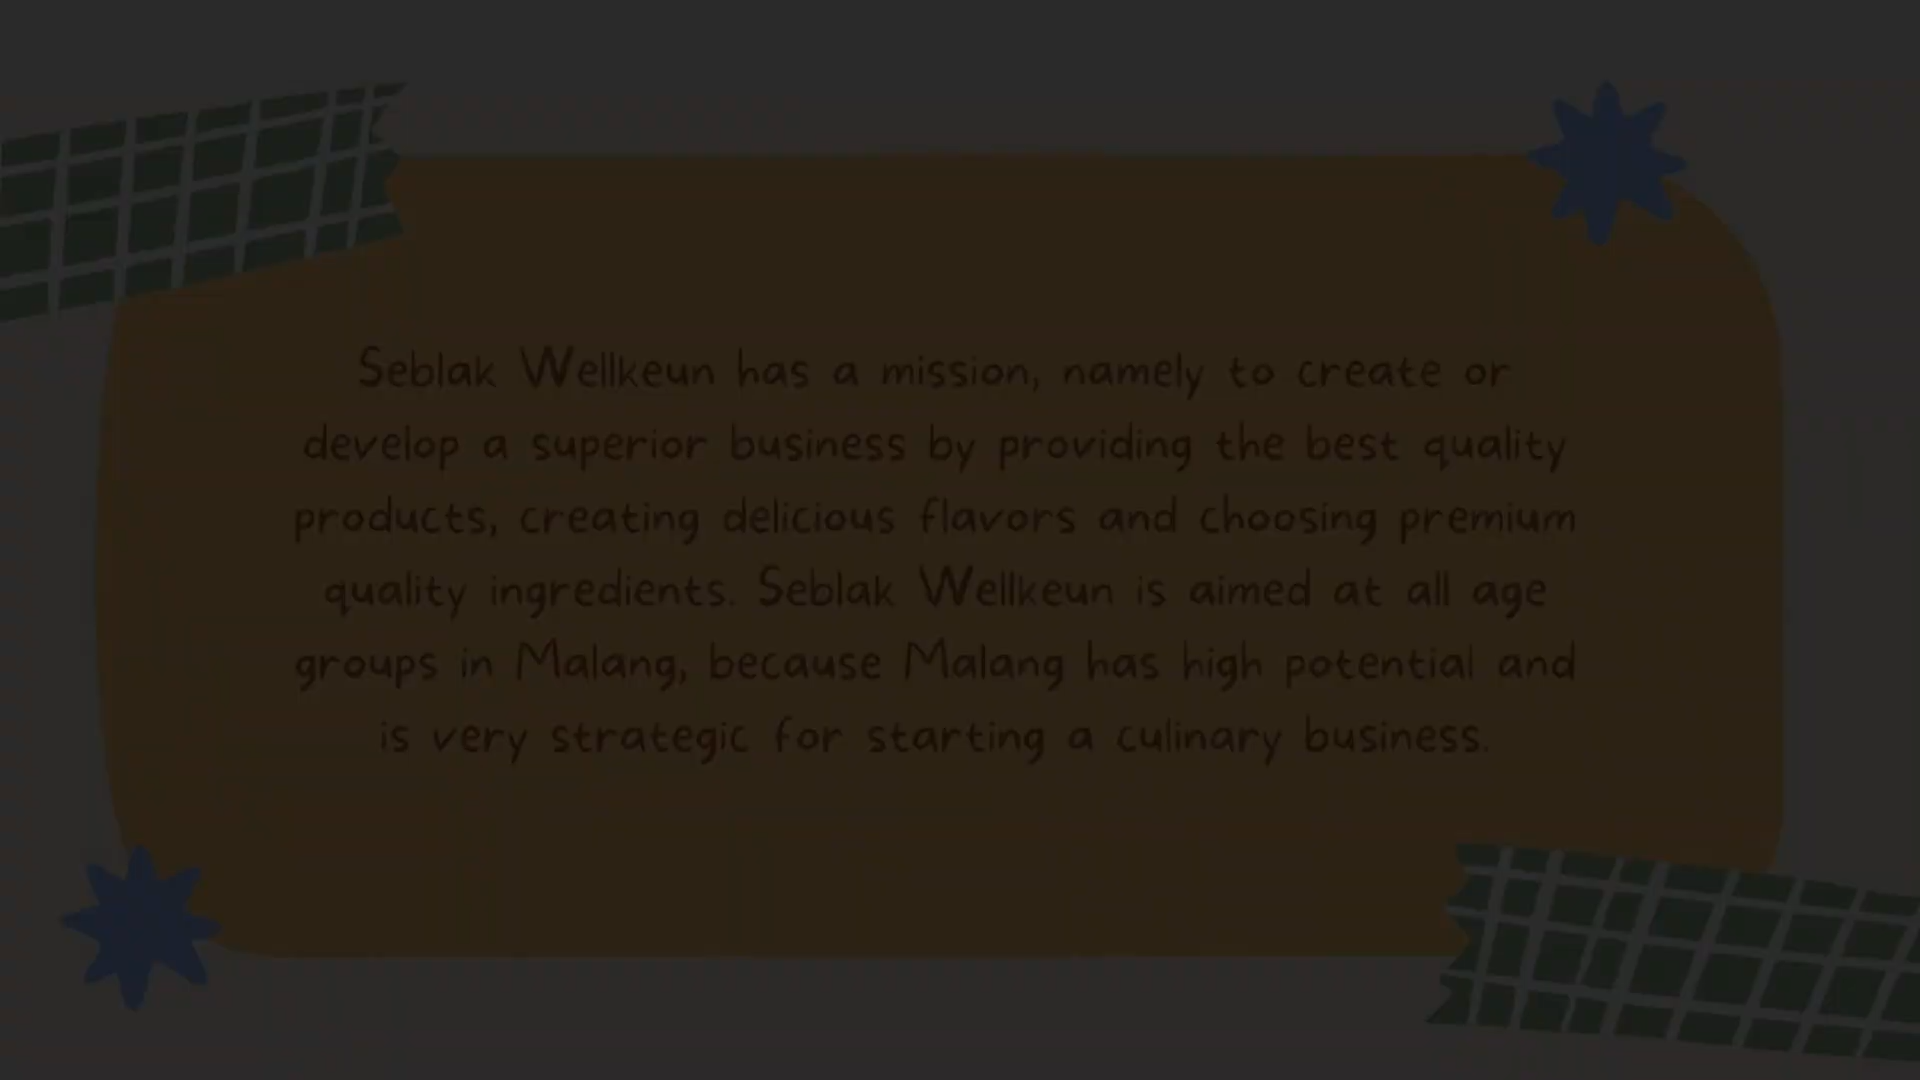 Seblak Wellkeun has a mission, namely to create or
develop a superior business by providing the best quality
products, creating delicious flavors and choosing premium
quality ingredients. Seblak Wellkeun is aimed at all age
groups in Malang, because Malang has high potential and
is very strategic for starting a culinary business.